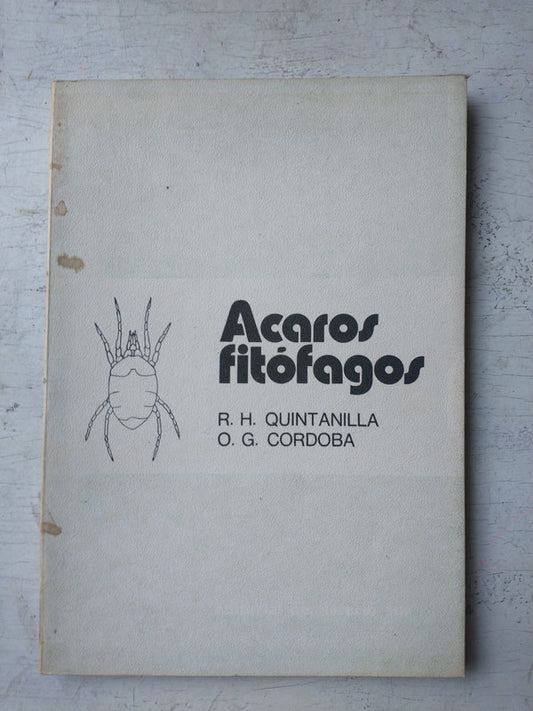 Acaros
fitófagos
R. H. QUINTANILLA
O. G. CORDOBA